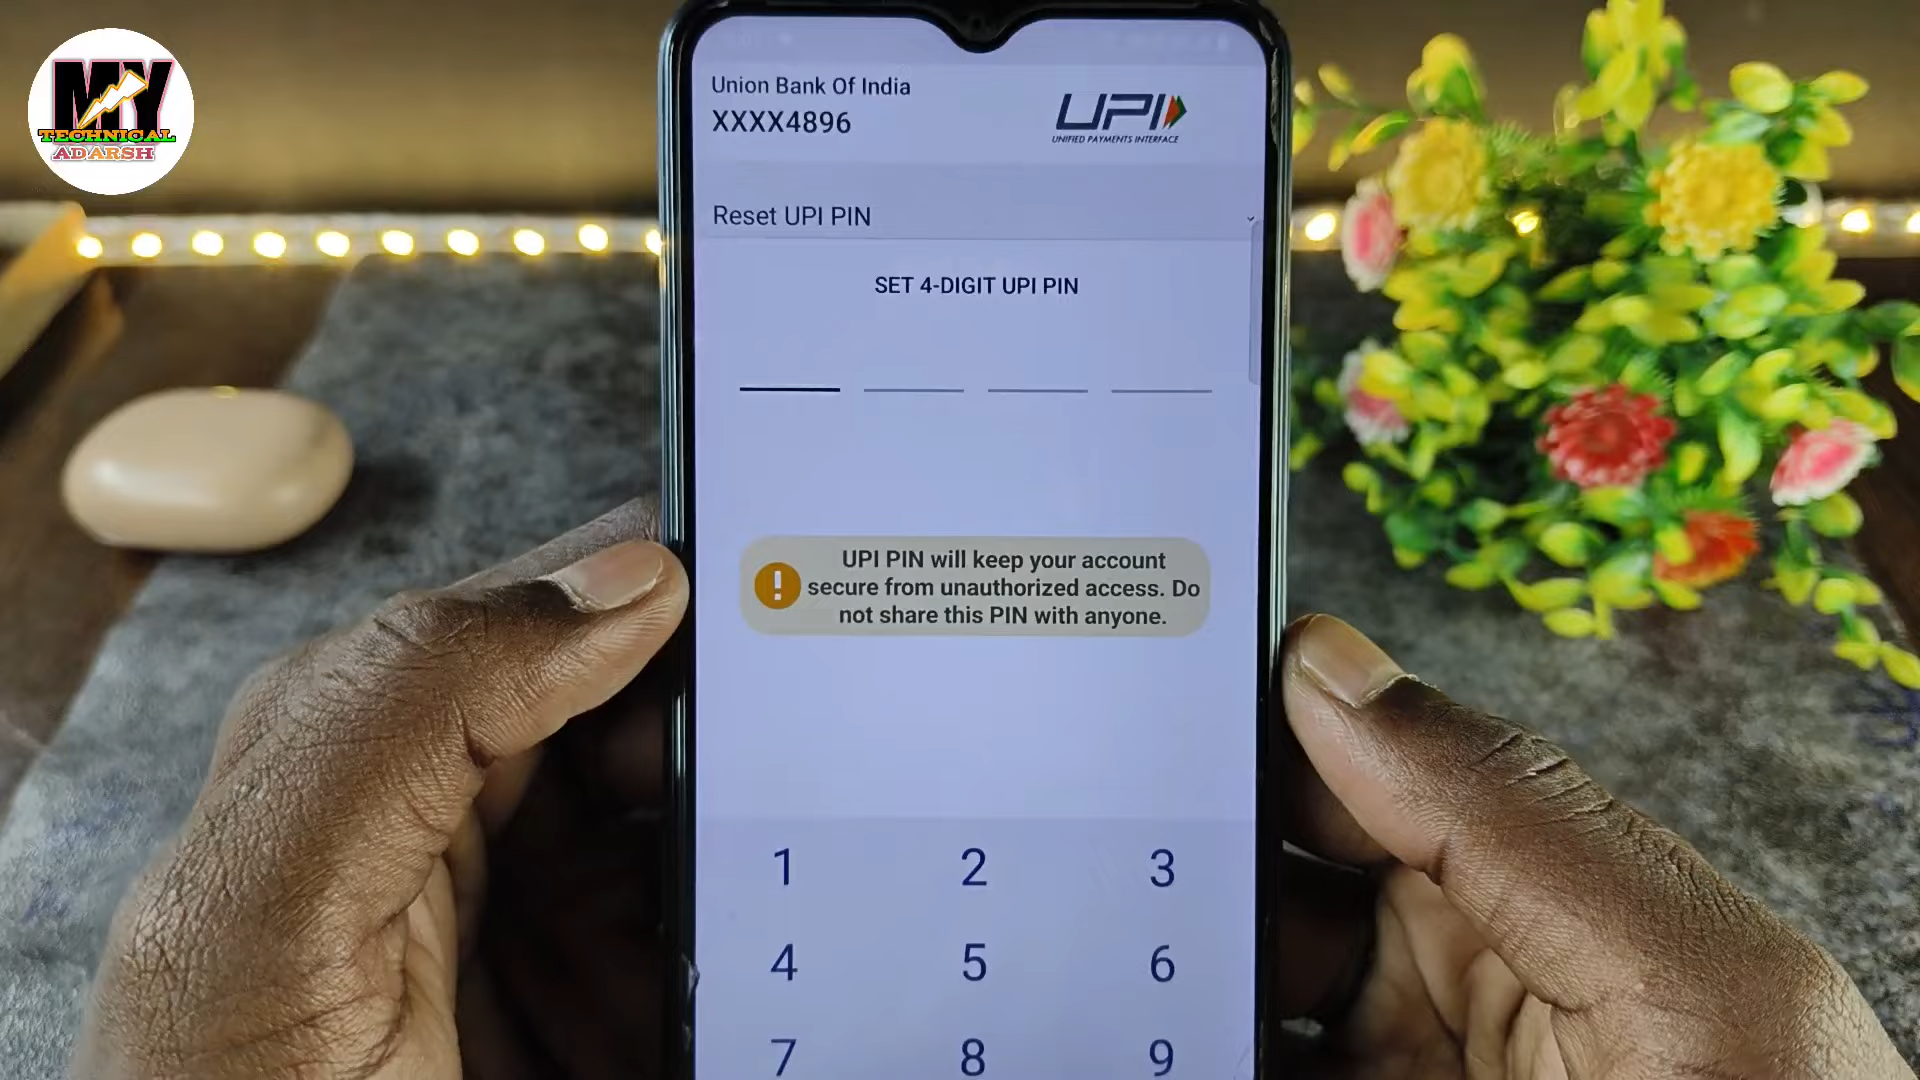 MY
TECHNICAL
ADARSH
Union Bank Of India
XXXX4896
UPI
UNIFIED PAYMENTS INTERFACE
Reset UPI PIN
SET 4-DIGIT UPI PIN
UPI PIN will keep your account
secure from unauthorized access. Do
not share this PIN with anyone.
1 2 3
4 5 6
7 8 9